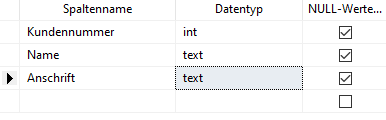 Spaltenname Datentyp NULL-Werte...
Kundennummer int
Name text
Anschrift text